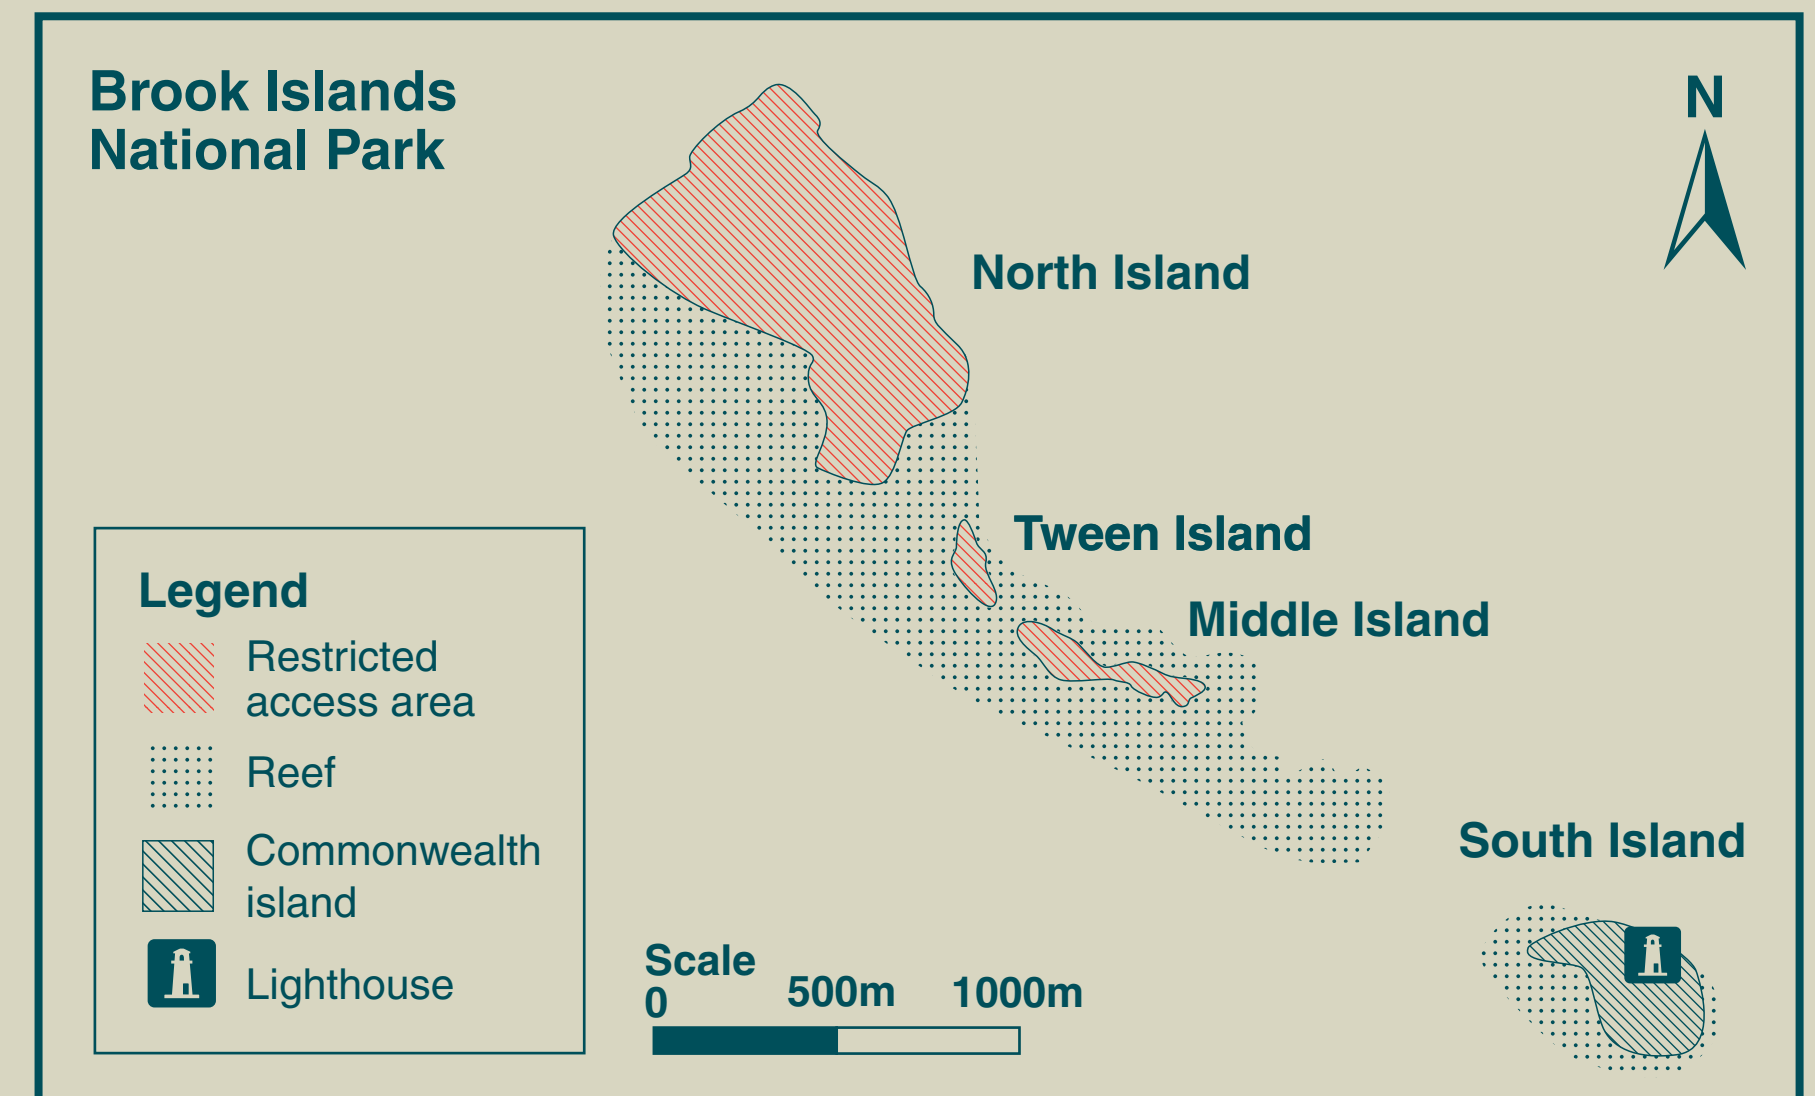 Brook Islands
National Park
N
North Island
Tween Island
Middle Island
South Island
Legend
Restricted
access area
Reef
Commonwealth
island
Lighthouse
Scale
0 500m 1000m